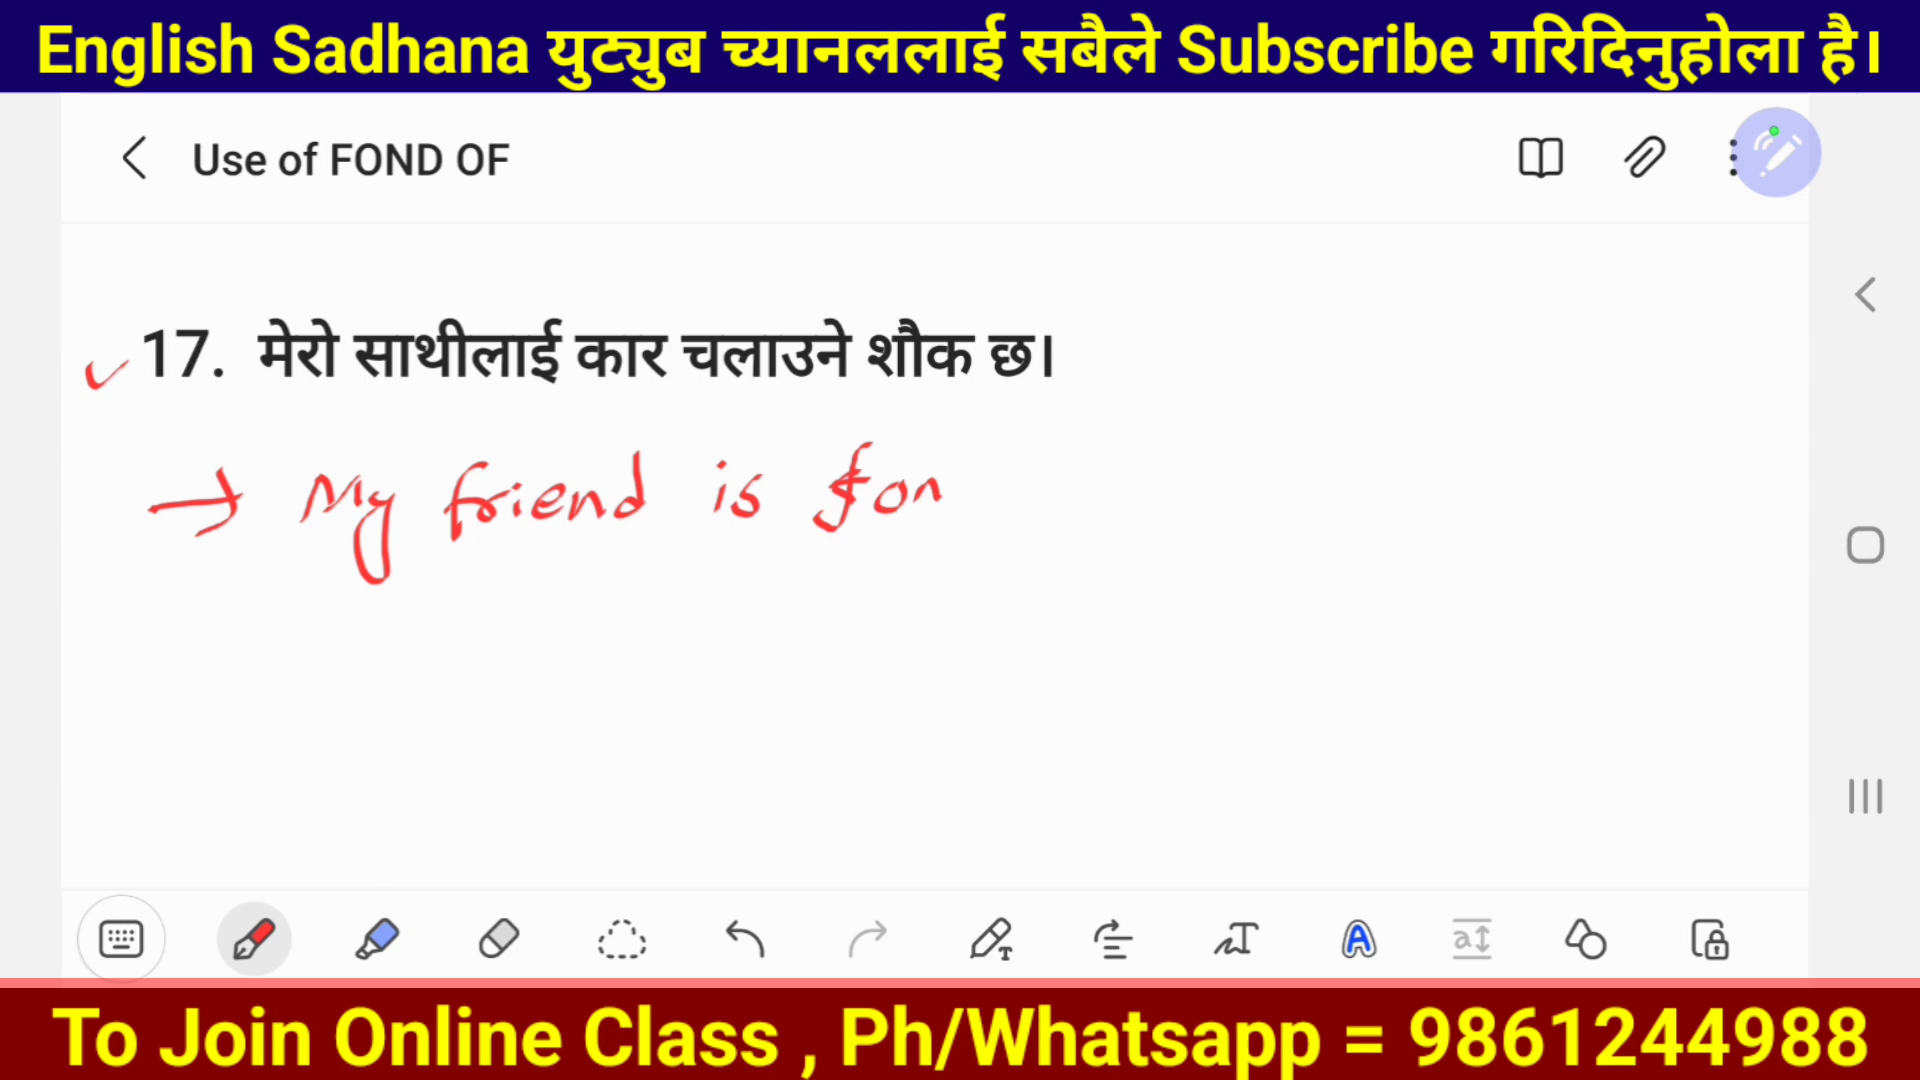 English Sadhana युट्युब च्यानललाई सबैले Subscribe गरिदिनुहोला है।
Use of FOND OF
17. मेरो साथीलाई कार चलाउने शौक छ।
→ My friend is fon
To Join Online Class , Ph/Whatsapp = 9861244988